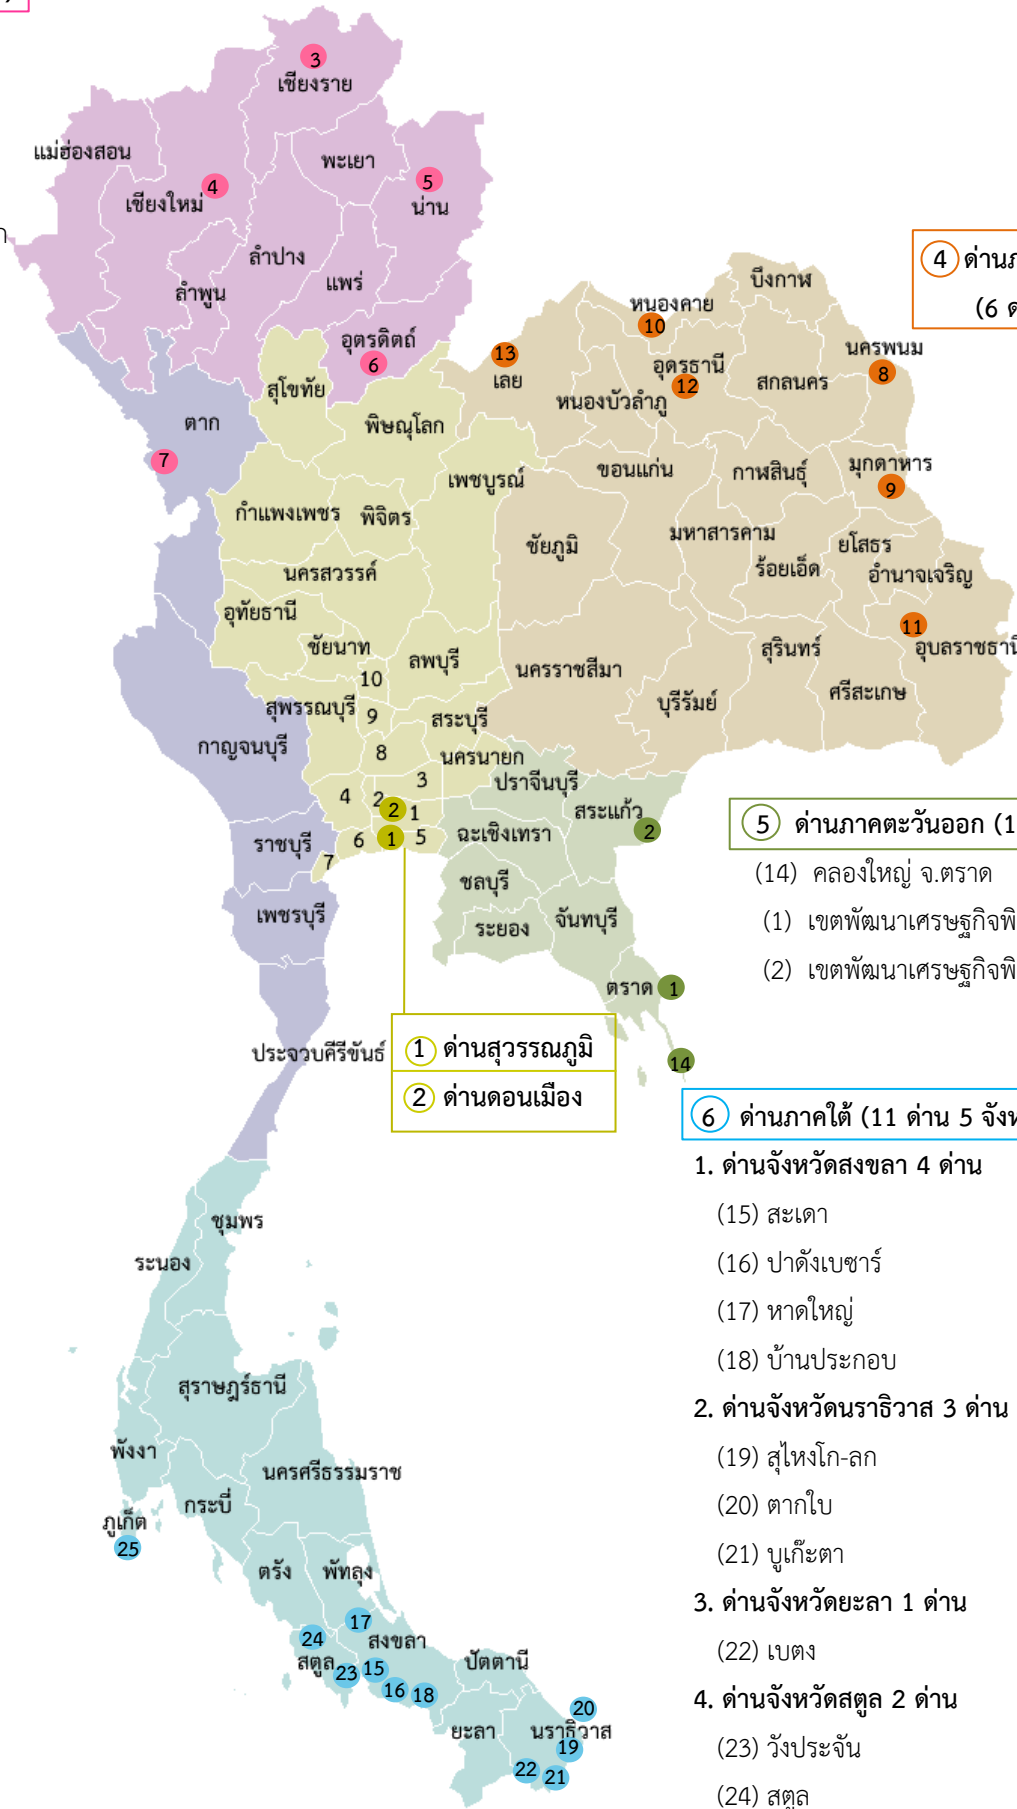 3
เชียงราย
แม่ฮ่องสอน
พะเยา
4
เชียงใหม่
5
น่าน
ลำปาง
แพร่
ลำพูน
อุตรดิตถ์
6
สุโขทัย
ตาก
7
พิษณุโลก
เพชบูรณ์
กำแพงเพชร
พิจิตร
นครสวรรค์
อุทัยธานี
ชัยนาท
ลพบุรี
10
สุพรรณบุรี
9
สระบุรี
กาญจนบุรี
8
นครนายก
3
4
2
2
1
6
1
5
7
ราชบุรี
เพชรบุรี
ประจวบคีรีขันธ์
4 ด่านภ
(6 ด
บึงกาฬ
หนองคาย
10
13
เลย
อุดรธานี
12
หนองบัวลำภู
สกลนคร
นครพนม
8
ขอนแก่น
กาฬสินธุ์
มุกดาหาร
9
ชัยภูมิ
มหาสารคาม
ร้อยเอ็ด
ยโสธร
อำนาจเจริญ
11
อุบลราชธานี
นครราชสีมา
บุรีรัมย์
สุรินทร์
ศรีสะเกษ
ปราจีนบุรี
สระแก้ว
2
ฉะเชิงเทรา
ชลบุรี
ระยอง
จันทบุรี
ตราด
1
14
5 ด่านภาคตะวันออก (1
(14) คลองใหญ่ จ.ตราด
(1) เขตพัฒนาเศรษฐกิจพิ
(2) เขตพัฒนาเศรษฐกิจพิ
1 ด่านสุวรรณภูมิ
2 ด่านดอนเมือง
6 ด่านภาคใต้ (11 ด่าน 5 จังห
1. ด่านจังหวัดสงขลา 4 ด่าน
(15) สะเดา
(16) ปาดังเบซาร์
(17) หาดใหญ่
(18) บ้านประกอบ
2. ด่านจังหวัดนราธิวาส 3 ด่าน
(19) สุไหงโก-ลก
(20) ตากใบ
(21) บูเก๊ะตา
3. ด่านจังหวัดยะลา 1 ด่าน
(22) เบตง
4. ด่านจังหวัดสตูล 2 ด่าน
(23) วังประจัน
(24) สตูล
ชุมพร
ระนอง
สุราษฎร์ธานี
พังงา
นครศรีธรรมราช
กระบี่
ภูเก็ต
25
ตรัง
พัทลุง
17
24
สงขลา
สตูล
23
15
16
18
ปัตตานี
ยะลา
20
นราธิวาส
19
22
21